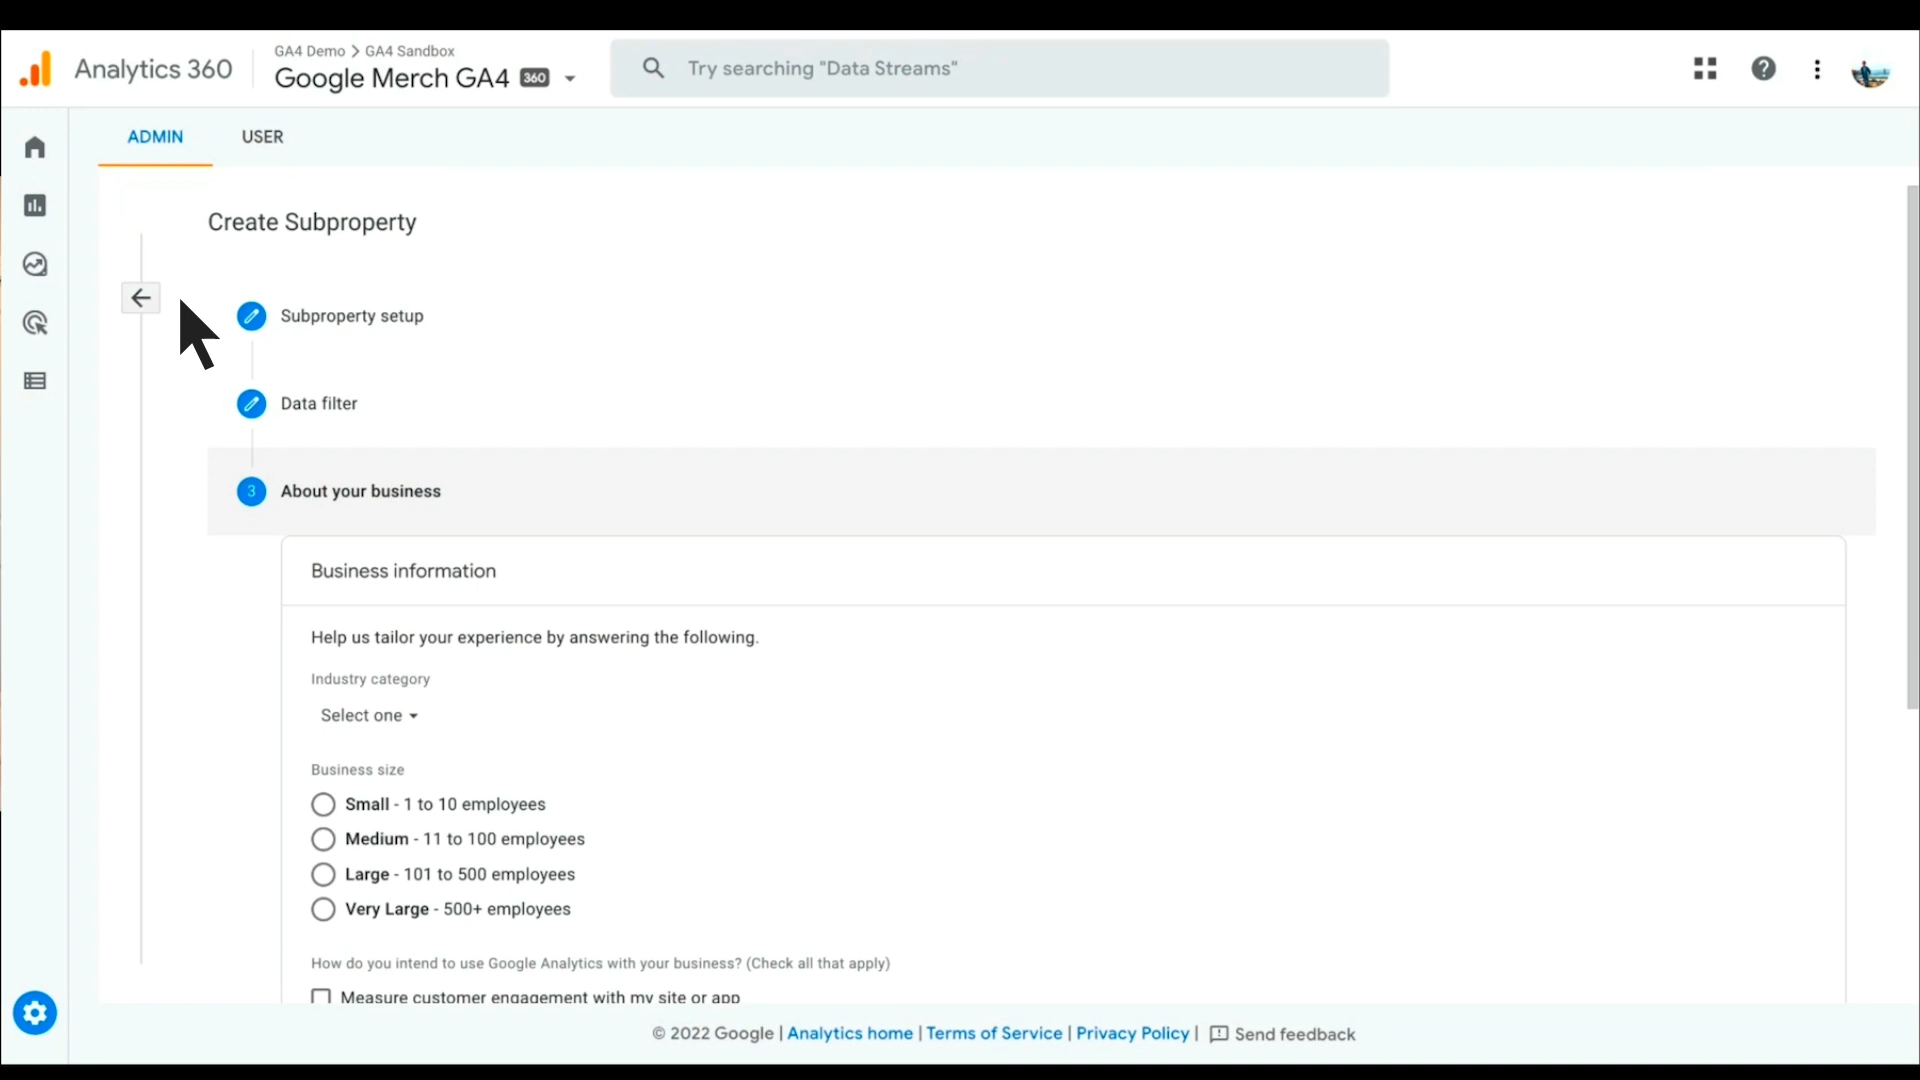 Analytics 360
GA4 Demo > GA4 Sandbox
Google Merch GA4 360
Try searching "Data Streams"
ADMIN
USER
Create Subproperty
Subproperty setup
Data filter
3 About your business
Business information
Help us tailor your experience by answering the following.
Industry category
Select one
Business size
Small - 1 to 10 employees
Medium - 11 to 100 employees
Large - 101 to 500 employees
Very Large - 500+ employees
How do you intend to use Google Analytics with your business? (Check all that apply)
Measure customer engagement with my site or app
© 2022 Google | Analytics home | Terms of Service | Privacy Policy | Send feedback